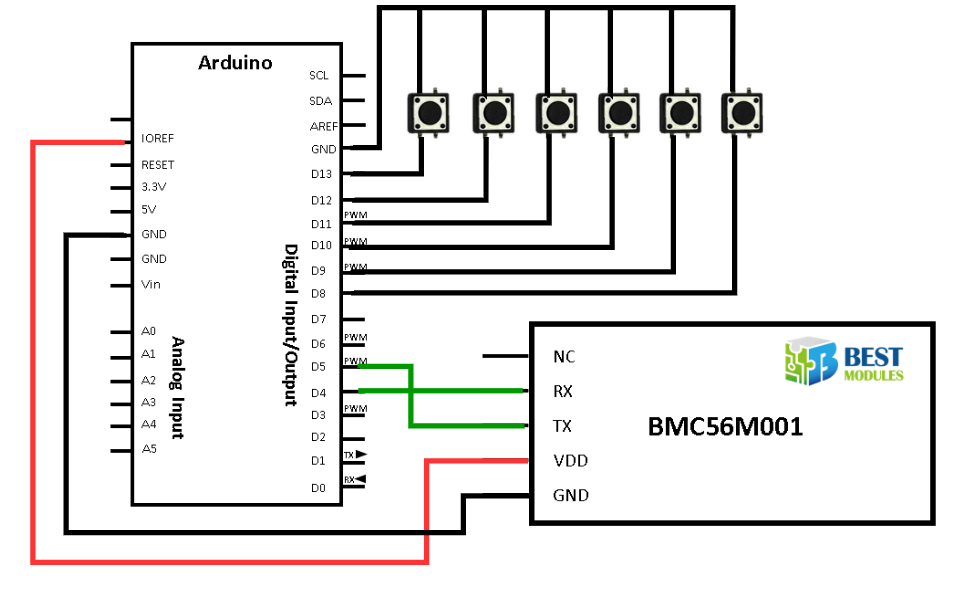 Arduino
SCL
SDA
AREF
GND
D13
D12
PWM
D11
PWM
D10
PWM
D9
D8
D7
PWM
D6
PWM
D5
D4
PWM
D3
D2
TX
D1
RX
D0
IOREF
RESET
3.3V
5V
GND
GND
Vin
A0
A1
A2
A3
A4
A5
Analog Input
Digital Input/Output
NC
RX
TX
VDD
GND
BMC56M001
BEST
MODULES